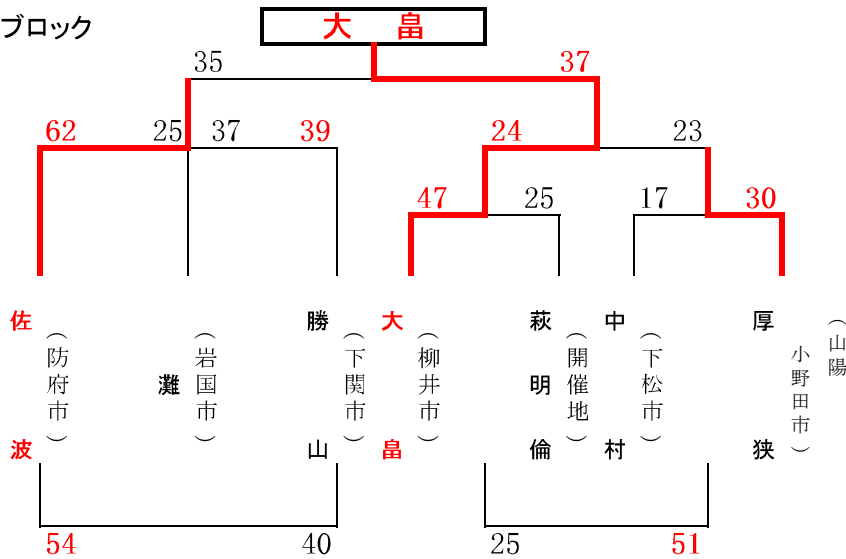 ブロック
大畠
35 37
62 25 37 39 24 23
47 25 17 30
佐波
（防府市）
灘
（岩国市）
勝山
（下関市）
大畠
（柳井市）
萩明倫
（開催地）
中村
（下松市）
厚狭
（山陽
小野田市）
54 40 25 51